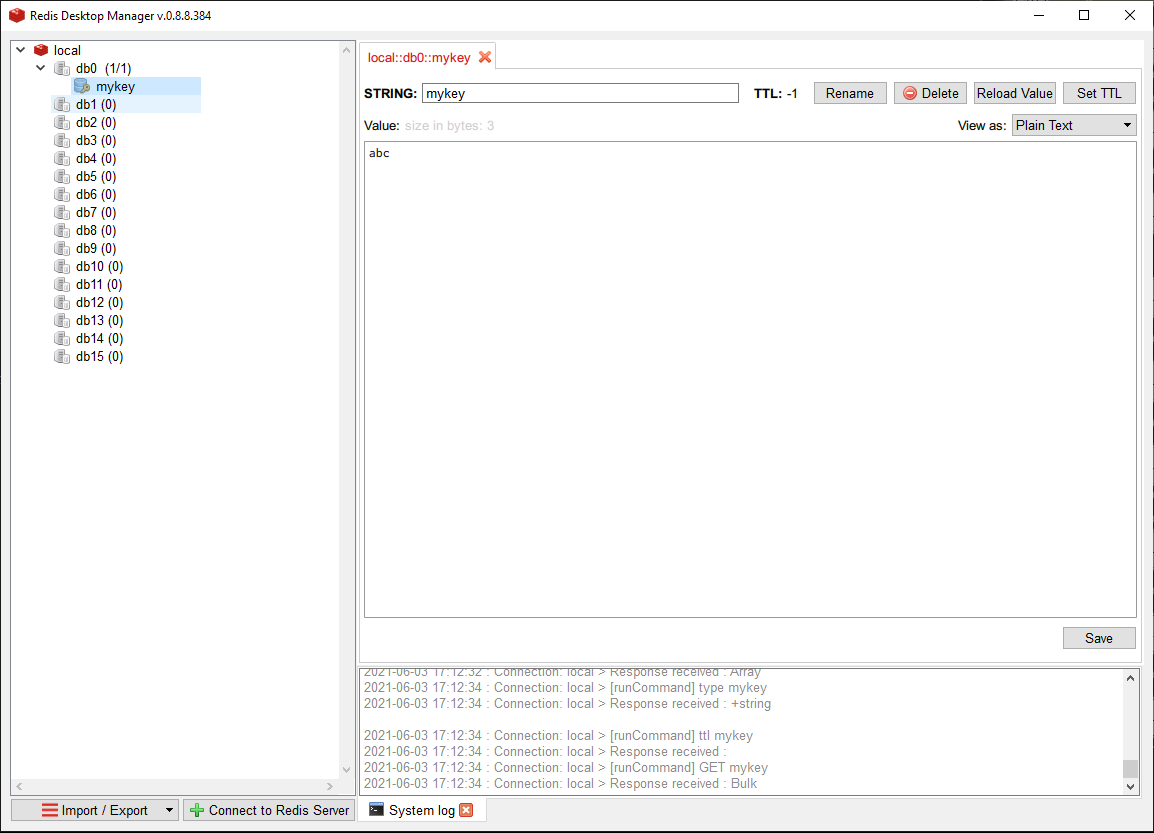 Redis Desktop Manager v.0.8.8.384
local
db0 (1/1)
mykey
db1 (0)
db2 (0)
db3 (0)
db4 (0)
db5 (0)
db6 (0)
db7 (0)
db8 (0)
db9 (0)
db10 (0)
db11 (0)
db12 (0)
db13 (0)
db14 (0)
db15 (0)
Import / Export
Connect to Redis Server
local::db0::mykey
STRING: mykey TTL: -1 Rename Delete Reload Value Set TTL
Value: size in bytes: 3 View as: Plain Text
abc
Save
2021-06-03 17:12:32 : Connection: local > Response received : Array
2021-06-03 17:12:34 : Connection: local > [runCommand] type mykey
2021-06-03 17:12:34 : Connection: local > Response received : +string
2021-06-03 17:12:34 : Connection: local > [runCommand] ttl mykey
2021-06-03 17:12:34 : Connection: local > Response received :
2021-06-03 17:12:34 : Connection: local > [runCommand] GET mykey
2021-06-03 17:12:34 : Connection: local > Response received : Bulk
System log